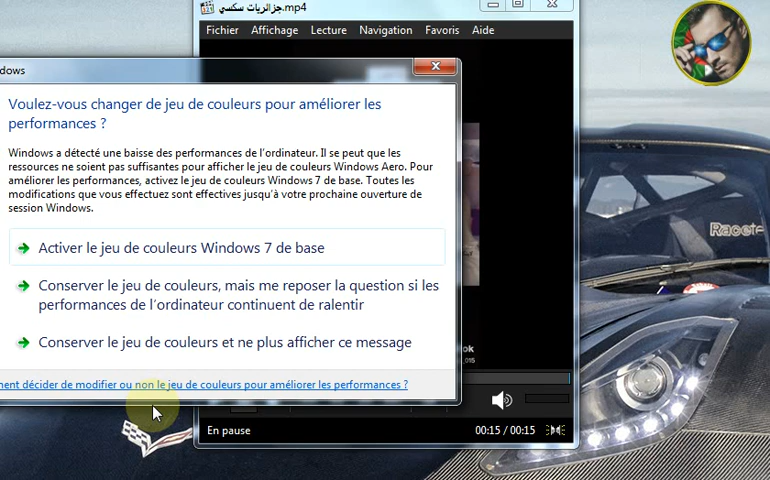 جزائريات سكسي.mp4
Fichier Affichage Lecture Navigation Favoris Aide
dows
Voulez-vous changer de jeu de couleurs pour améliorer les
performances ?
Windows a détecté une baisse des performances de l'ordinateur. Il se peut que les
ressources ne soient pas suffisantes pour afficher le jeu de couleurs Windows Aero. Pour
améliorer les performances, activez le jeu de couleurs Windows 7 de base. Toutes les
modifications que vous effectuez sont effectives jusqu'à votre prochaine ouverture de
session Windows.
Activer le jeu de couleurs Windows 7 de base
Conserver le jeu de couleurs, mais me reposer la question si les
performances de l'ordinateur continuent de ralentir
Conserver le jeu de couleurs et ne plus afficher ce message
ment décider de modifier ou non le jeu de couleurs pour améliorer les performances ?
ok
_015
En pause 00:15 / 00:15